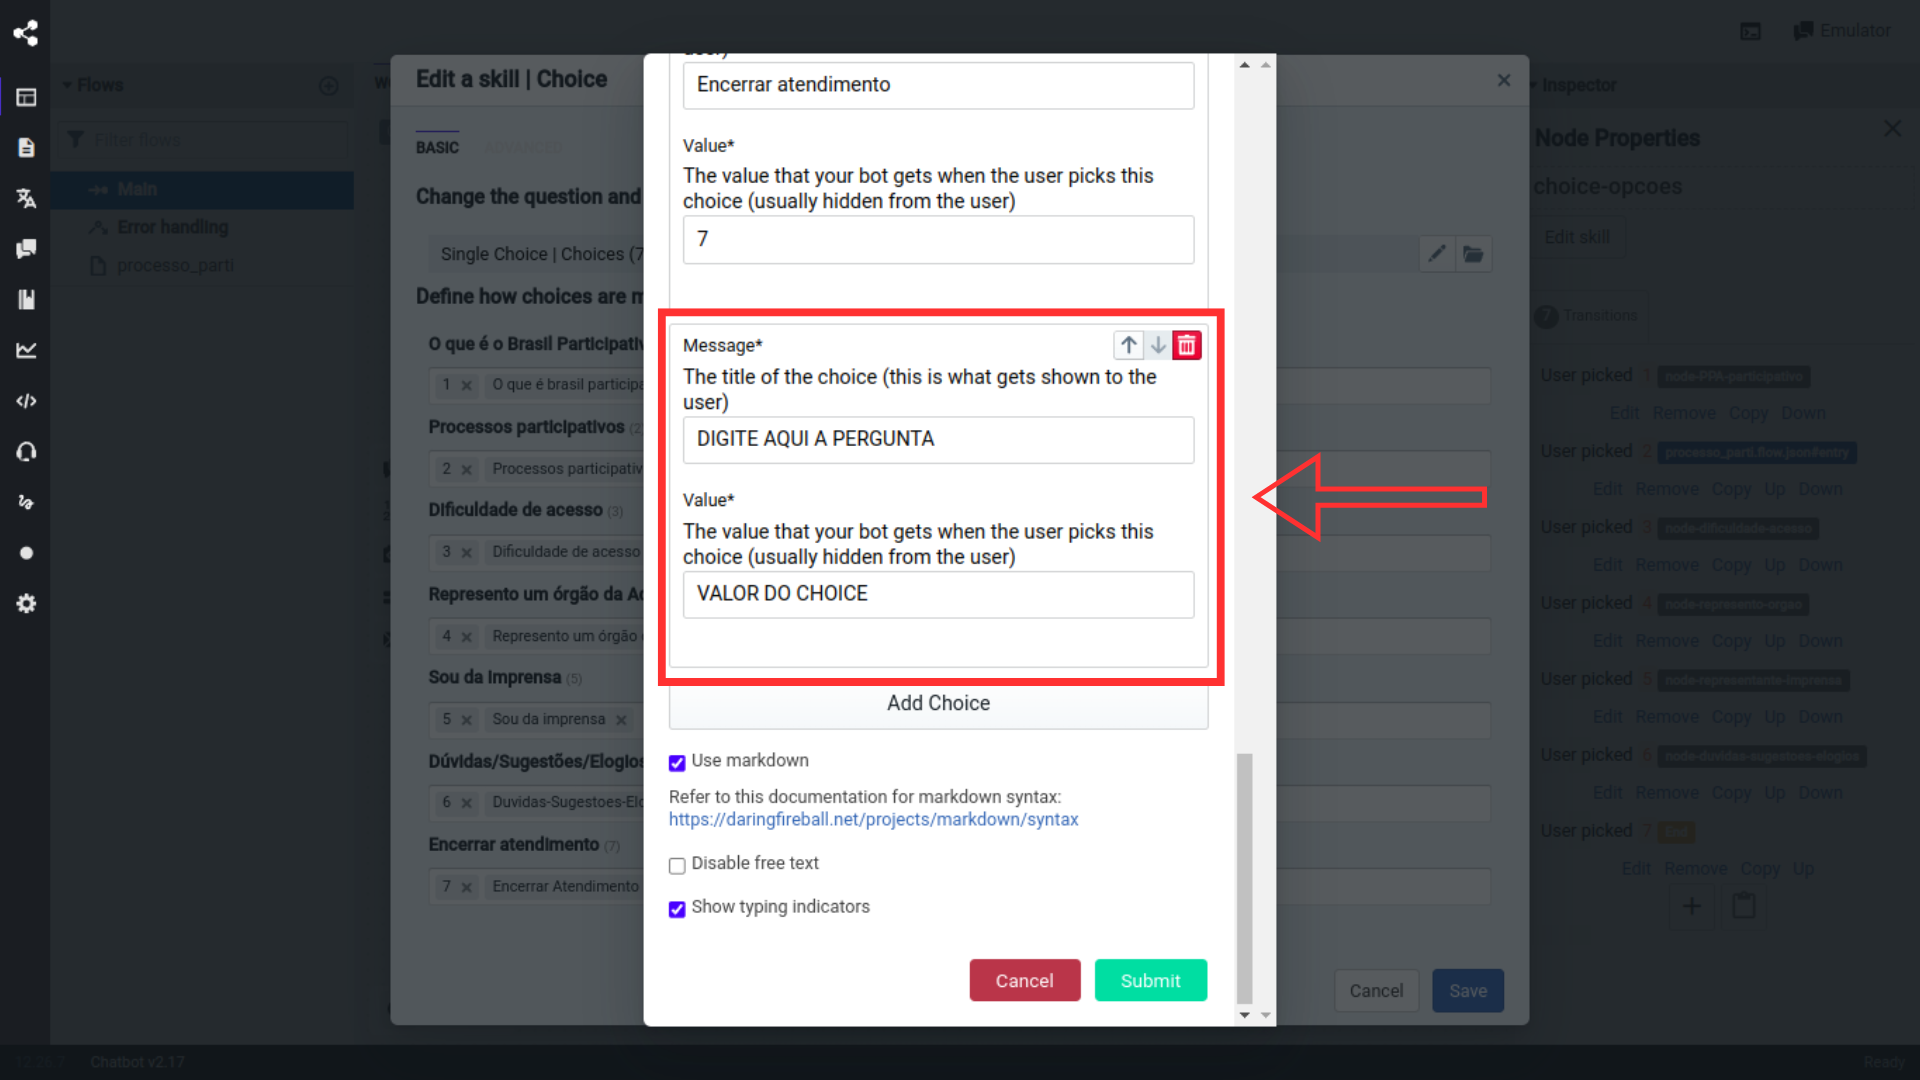 Emulator
Flows
Filter flows
Main
Error handling
processo_parti
Edit a skill | Choice
BASIC
ADVANCED
Change the question and
Single Choice | Choices (7
Define how choices are m
O que é o Brasil Participativ
1 × O que é brasil participa
Processos participativos (2)
2 × Processos participativ
Dificuldade de acesso (3)
3 × Dificuldade de acesso
Represento um órgão da Ad
4 × Represento um órgão
Sou da Imprensa (5)
5 × Sou da imprensa ×
Dúvidas/Sugestões/Elogios
6 × Duvidas-Sugestoes-Elo
Encerrar atendimento (7)
7 × Encerrar Atendimento
Cancel Save
user)
Encerrar atendimento
Value*
The value that your bot gets when the user picks this
choice (usually hidden from the user)
7
Message*
The title of the choice (this is what gets shown to the
user)
DIGITE AQUI A PERGUNTA
Value*
The value that your bot gets when the user picks this
choice (usually hidden from the user)
VALOR DO CHOICE
Add Choice
Use markdown
Refer to this documentation for markdown syntax:
https://daringfireball.net/projects/markdown/syntax
Disable free text
Show typing indicators
Cancel Submit
Inspector
Node Properties
choice-opcoes
Edit skill
7 Transitions
User picked 1 node-PPA-participativo
Edit Remove Copy Down
User picked 2 processo_parti.flow.json#entry
Edit Remove Copy Up Down
User picked 3 node-dificuldade-acesso
Edit Remove Copy Up Down
User picked 4 node-represento-orgao
Edit Remove Copy Up Down
User picked 5 node-representante-imprensa
Edit Remove Copy Up Down
User picked 6 node-duvidas-sugestoes-elogios
Edit Remove Copy Up Down
User picked 7 End
Edit Remove Copy Up
Chatbot v2.17
Ready